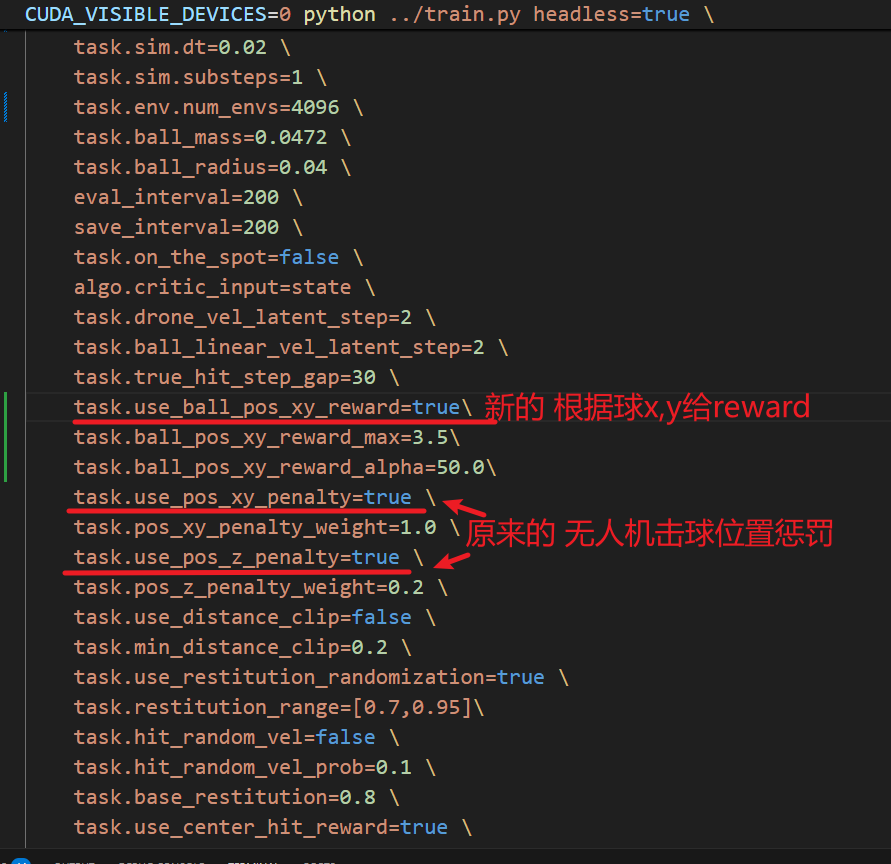 CUDA_VISIBLE_DEVICES=0 python ../train.py headless=true \
task.sim.dt=0.02 \
task.sim.substeps=1 \
task.env.num_envs=4096 \
task.ball_mass=0.0472 \
task.ball_radius=0.04 \
eval_interval=200 \
save_interval=200 \
task.on_the_spot=false \
algo.critic_input=state \
task.drone_vel_latent_step=2 \
task.ball_linear_vel_latent_step=2 \
task.true_hit_step_gap=30 \
task.use_ball_pos_xy_reward=true\ 新的 根据球x,y给reward
task.ball_pos_xy_reward_max=3.5\
task.ball_pos_xy_reward_alpha=50.0\
task.use_pos_xy_penalty=true \
task.pos_xy_penalty_weight=1.0 \ 原来的 无人机击球位置惩罚
task.use_pos_z_penalty=true \
task.pos_z_penalty_weight=0.2 \
task.use_distance_clip=false \
task.min_distance_clip=0.2 \
task.use_restitution_randomization=true \
task.restitution_range=[0.7,0.95]\
task.hit_random_vel=false \
task.hit_random_vel_prob=0.1 \
task.base_restitution=0.8 \
task.use_center_hit_reward=true \